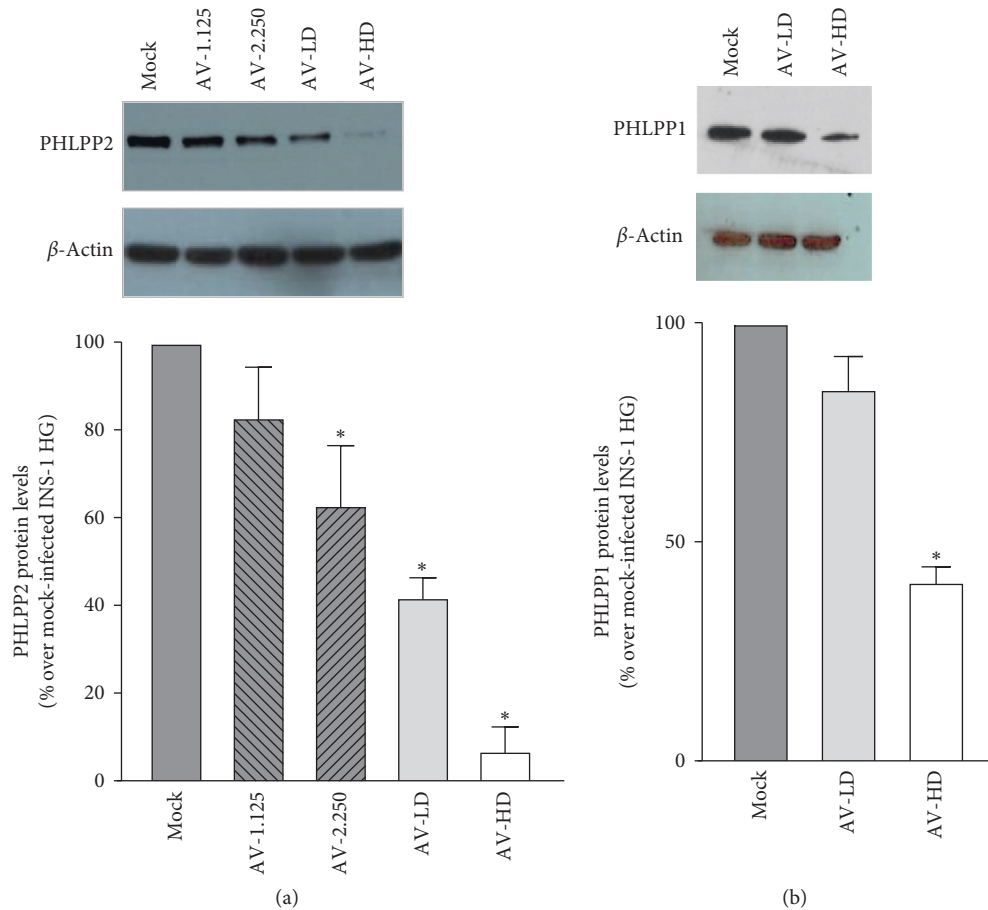 Mock
AV-1.125
AV-2.250
AV-LD
AV-HD
PHLPP2
β-Actin
100
80
60
40
20
0
PHLPP2 protein levels
(% over mock-infected INS-1 HG)
*
*
*
Mock
AV-1.125
AV-2.250
AV-LD
AV-HD
(a)
Mock
AV-LD
AV-HD
PHLPP1
β-Actin
100
50
0
PHLPP1 protein levels
(% over mock-infected INS-1 HG)
*
Mock
AV-LD
AV-HD
(b)